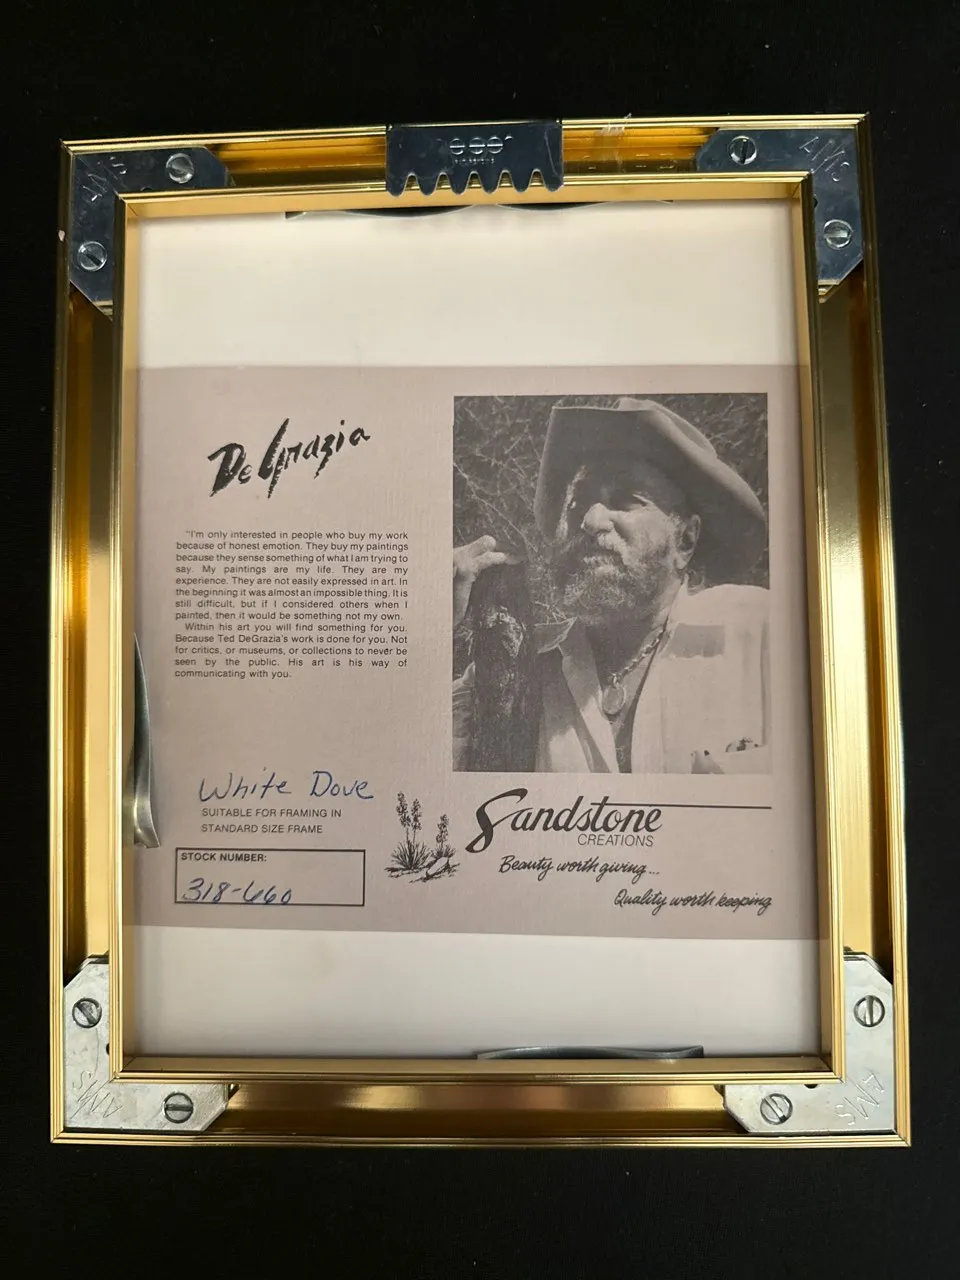 AMS
AMS
DeGrazia
"I'm only interested in people who buy my work
because of honest emotion. They buy my paintings
because they sense something of what I am trying to
say. My paintings are my life. They are my
experience. They are not easily expressed in art. In
the beginning it was almost an impossible thing. It is
still difficult, but if I considered others when I
painted, then it would be something not my own.
Within his art you will find something for you.
Because Ted DeGrazia's work is done for you. Not
for critics, or museums, or collections to never be
seen by the public. His art is his way of
communicating with you.
White Dove
SUITABLE FOR FRAMING IN
STANDARD SIZE FRAME
STOCK NUMBER:
318-660
Sandstone
CREATIONS
Beauty worth giving...
Quality worth keeping
AMS
AMS